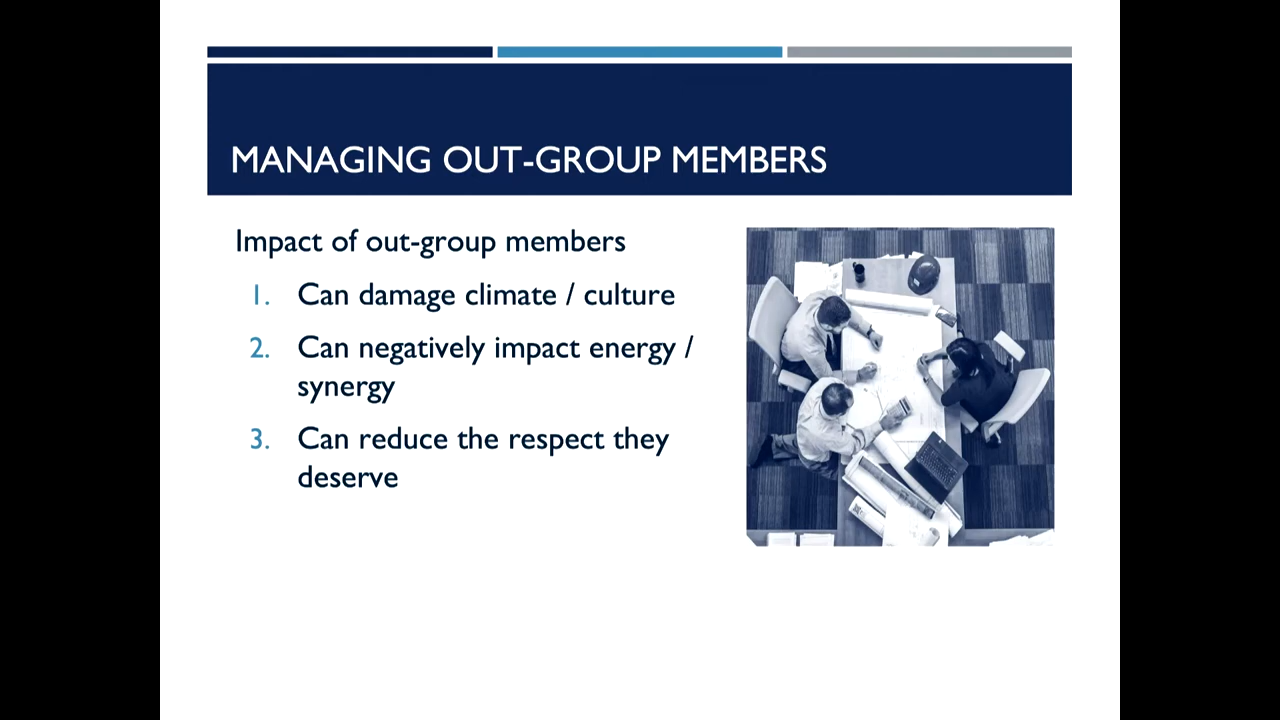 MANAGING OUT-GROUP MEMBERS
Impact of out-group members
1. Can damage climate / culture
2. Can negatively impact energy /
synergy
3. Can reduce the respect they
deserve